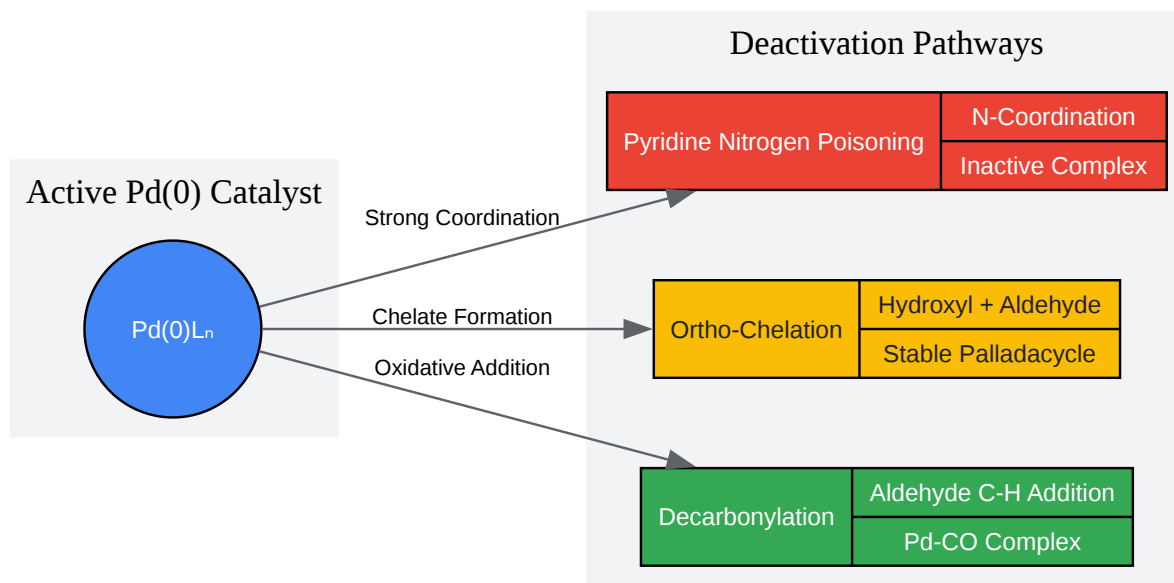 Deactivation Pathways
Active Pd(0) Catalyst
Pd(0)Lₙ
Strong Coordination
Chelate Formation
Oxidative Addition
Pyridine Nitrogen Poisoning
N-Coordination
Inactive Complex
Ortho-Chelation
Hydroxyl + Aldehyde
Stable Palladacycle
Decarbonylation
Aldehyde C-H Addition
Pd-CO Complex